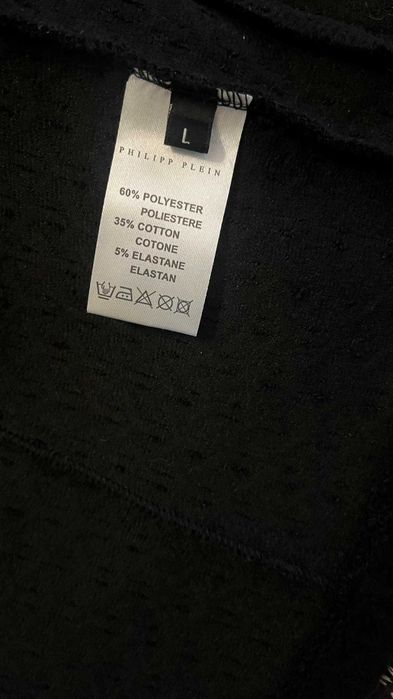 L
PHILIPP PLEIN
60% POLYESTER
POLIESTERE
35% COTTON
COTONE
5% ELASTANE
ELASTAN